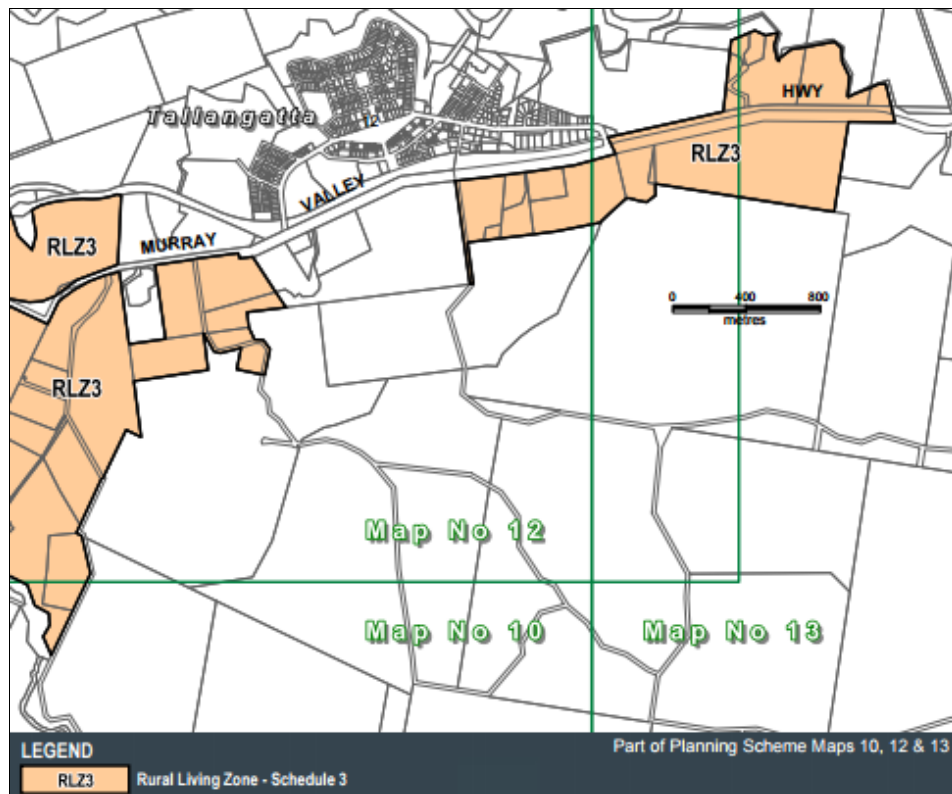 HWY
Tallangatta
12
RLZ3
VALLEY
MURRAY
RLZ3
0 400 800
metres
RLZ3
Map No 12
Map No 10
Map No 13
LEGEND
Part of Planning Scheme Maps 10, 12 & 13
RLZ3 Rural Living Zone - Schedule 3